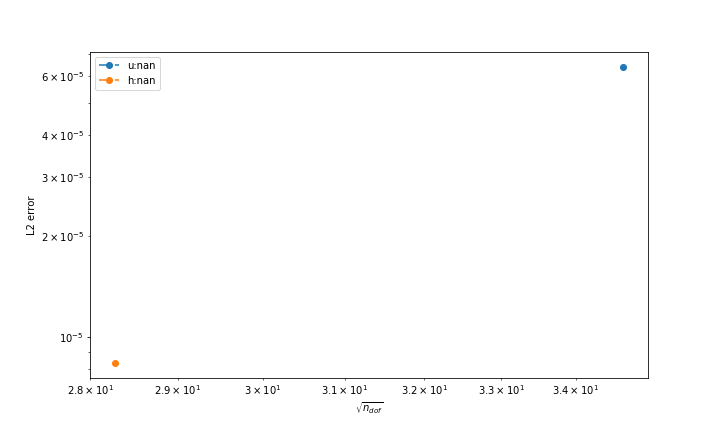 u:nan
h:nan
6 × 10⁻⁵
4 × 10⁻⁵
3 × 10⁻⁵
2 × 10⁻⁵
10⁻⁵
L2 error
2.8 × 10¹ 2.9 × 10¹ 3 × 10¹ 3.1 × 10¹ 3.2 × 10¹ 3.3 × 10¹ 3.4 × 10¹
√n_dof